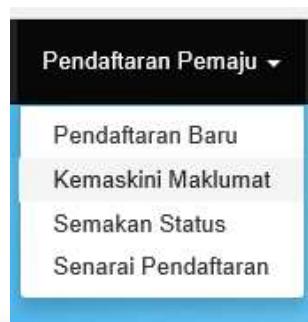 Pendaftaran Pemaju
Pendaftaran Baru
Kemaskini Maklumat
Semakan Status
Senarai Pendaftaran